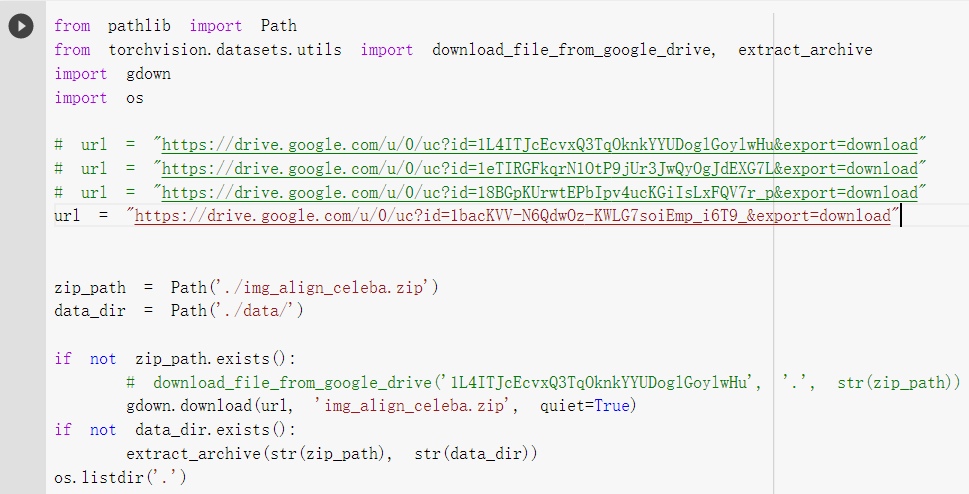 from pathlib import Path
from torchvision.datasets.utils import download_file_from_google_drive, extract_archive
import gdown
import os
# url = "https://drive.google.com/u/0/uc?id=1L4ITJcEcvxQ3TqOknkYYUDoglGoylwHu&export=download"
# url = "https://drive.google.com/u/0/uc?id=1eTIRGFkqrN1OtP9jUr3JwQyOgJdEXG7L&export=download"
# url = "https://drive.google.com/u/0/uc?id=18BGpKUrwtEPbIpv4ucKGiIsLxFQV7r_p&export=download"
url = "https://drive.google.com/u/0/uc?id=1bacKVV-N6QdwOz-KWLG7soiEmp_i6T9_&export=download"
zip_path = Path('./img_align_celeba.zip')
data_dir = Path('./data/')
if not zip_path.exists():
# download_file_from_google_drive('1L4ITJcEcvxQ3TqOknkYYUDoglGoylwHu', '.', str(zip_path))
gdown.download(url, 'img_align_celeba.zip', quiet=True)
if not data_dir.exists():
extract_archive(str(zip_path), str(data_dir))
os.listdir('.')